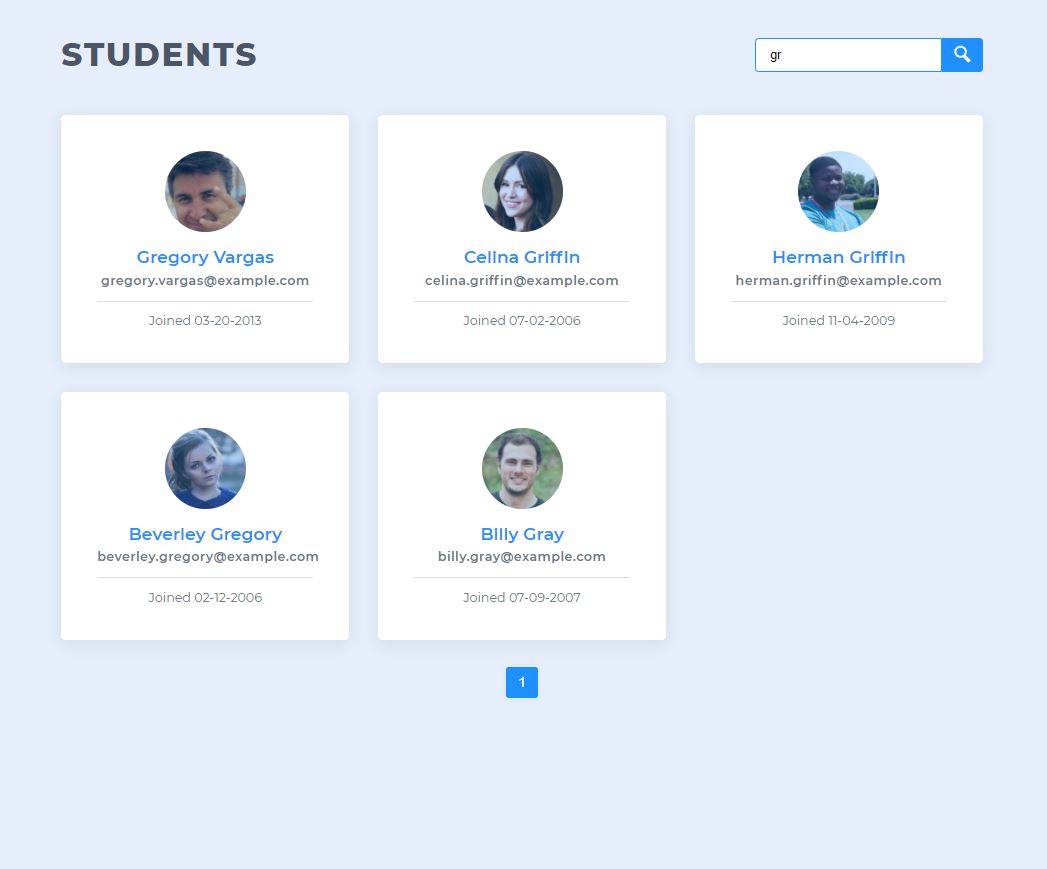 STUDENTS
gr
Gregory Vargas
gregory.vargas@example.com
Joined 03-20-2013
Celina Griffin
celina.griffin@example.com
Joined 07-02-2006
Herman Griffin
herman.griffin@example.com
Joined 11-04-2009
Beverley Gregory
beverley.gregory@example.com
Joined 02-12-2006
Billy Gray
billy.gray@example.com
Joined 07-09-2007
1